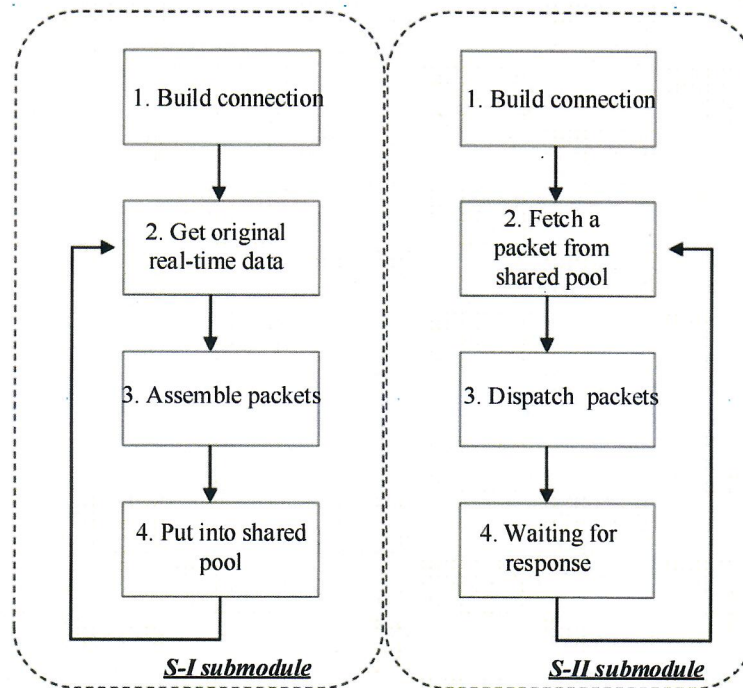 1. Build connection
2. Get original
real-time data
3. Assemble packets
4. Put into shared
pool
S-I submodule
1. Build connection
2. Fetch a
packet from
shared pool
3. Dispatch packets
4. Waiting for
response
S-II submodule